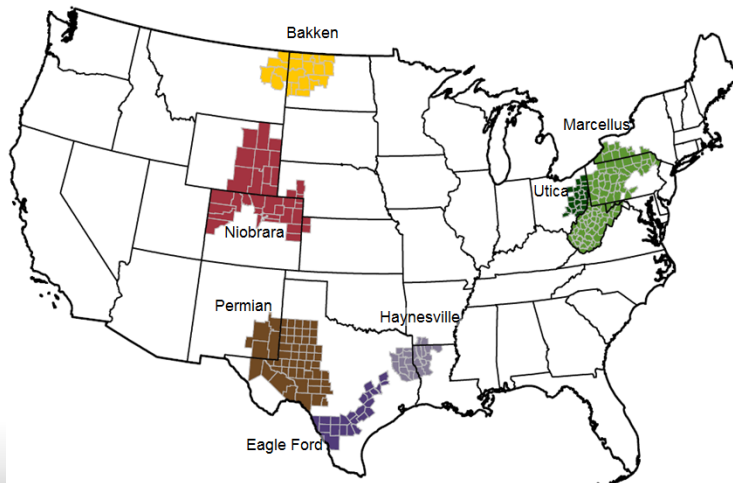 Bakken
Marcellus
Utica
Niobrara
Permian
Haynesville
Eagle Ford